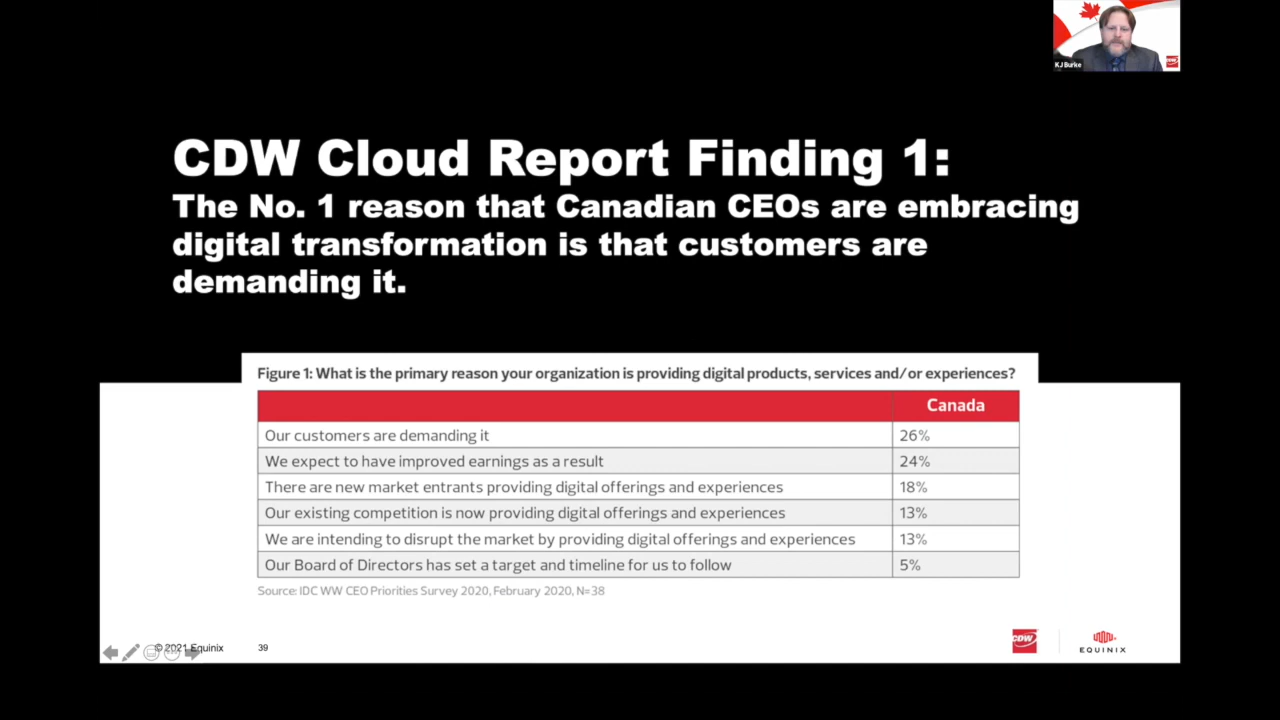 KJ Burke
CDW Cloud Report Finding 1:
The No. 1 reason that Canadian CEOs are embracing
digital transformation is that customers are
demanding it.
Figure 1: What is the primary reason your organization is providing digital products, services and/or experiences?
Canada
Our customers are demanding it 26%
We expect to have improved earnings as a result 24%
There are new market entrants providing digital offerings and experiences 18%
Our existing competition is now providing digital offerings and experiences 13%
We are intending to disrupt the market by providing digital offerings and experiences 13%
Our Board of Directors has set a target and timeline for us to follow 5%
Source: IDC WW CEO Priorities Survey 2020, February 2020, N=38
© 2021 Equinix 39
CDW
EQUINIX